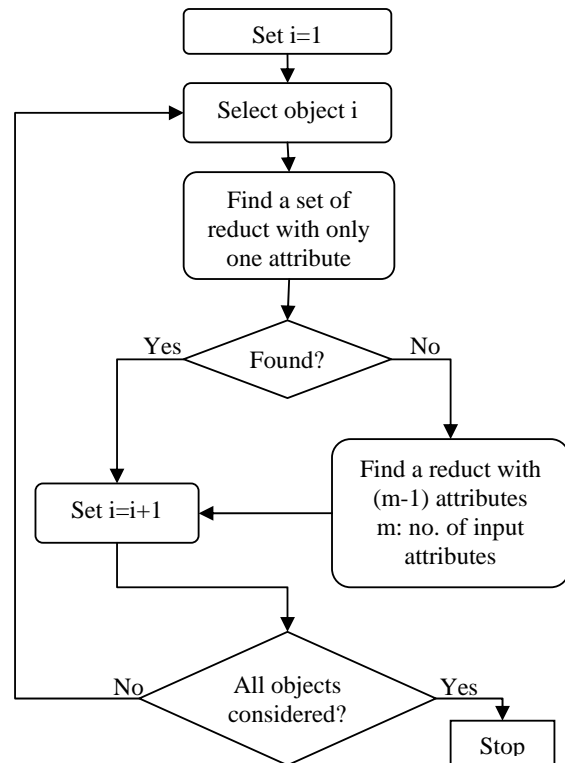 Set i=1
Select object i
Find a set of
reduct with only
one attribute
Yes
Found?
No
Find a reduct with
(m-1) attributes
m: no. of input
attributes
Set i=i+1
No
All objects
considered?
Yes
Stop